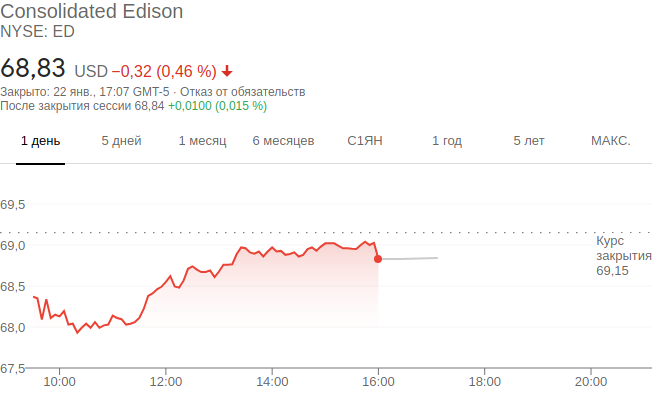 Consolidated Edison
NYSE: ED
68,83 USD −0,32 (0,46 %)
Закрыто: 22 янв., 17:07 GMT-5 · Отказ от обязательств
После закрытия сессии 68,84 +0,0100 (0,015 %)
1 день 5 дней 1 месяц 6 месяцев С1ЯН 1 год 5 лет МАКС.
69,5
69,0
68,5
68,0
67,5
Курс
закрытия
69,15
10:00 12:00 14:00 16:00 18:00 20:00